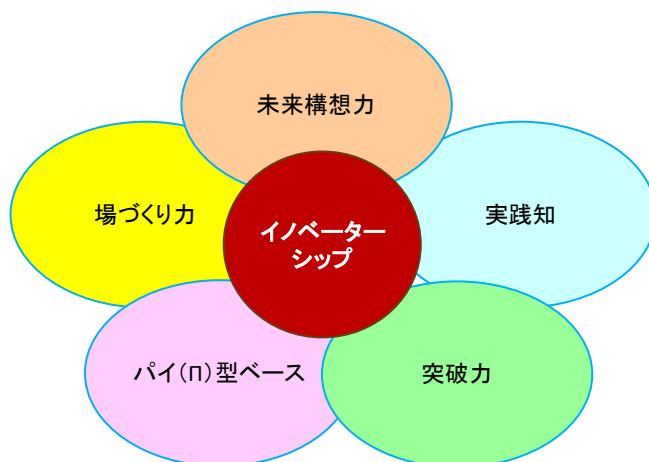 未来構想力
場づくり力
実践知
イノベーター
シップ
パイ(Π)型ベース
突破力